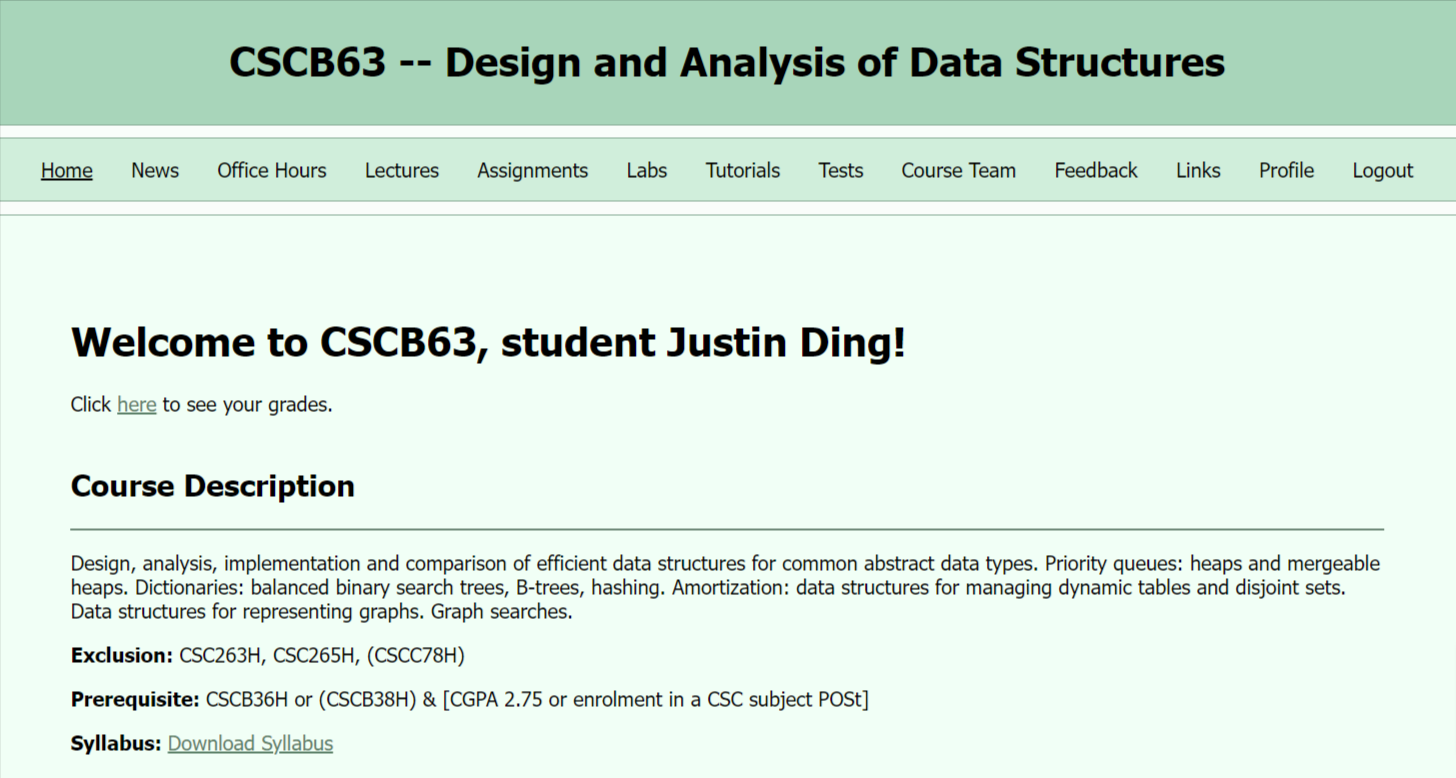 CSCB63 -- Design and Analysis of Data Structures
Home News Office Hours Lectures Assignments Labs Tutorials Tests Course Team Feedback Links Profile Logout
Welcome to CSCB63, student Justin Ding!
Click here to see your grades.
Course Description
Design, analysis, implementation and comparison of efficient data structures for common abstract data types. Priority queues: heaps and mergeable
heaps. Dictionaries: balanced binary search trees, B-trees, hashing. Amortization: data structures for managing dynamic tables and disjoint sets.
Data structures for representing graphs. Graph searches.
Exclusion: CSC263H, CSC265H, (CSCC78H)
Prerequisite: CSCB36H or (CSCB38H) & [CGPA 2.75 or enrolment in a CSC subject POSt]
Syllabus: Download Syllabus